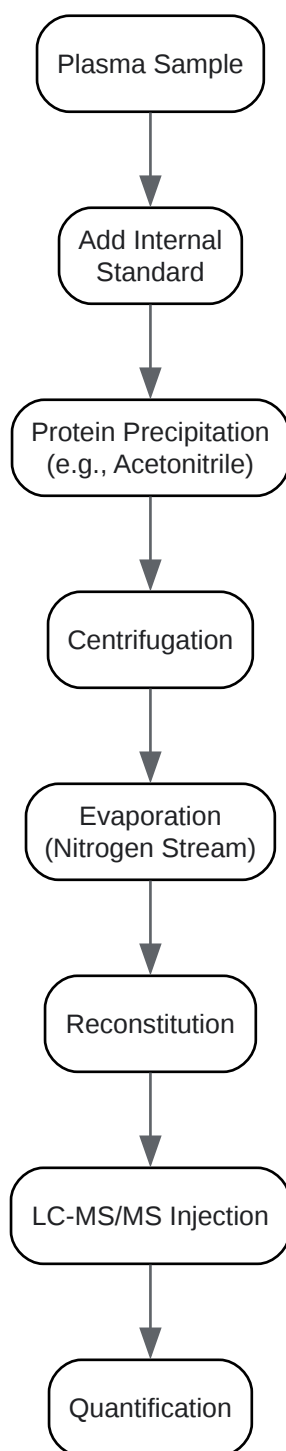 Plasma Sample
Add Internal
Standard
Protein Precipitation
(e.g., Acetonitrile)
Centrifugation
Evaporation
(Nitrogen Stream)
Reconstitution
LC-MS/MS Injection
Quantification